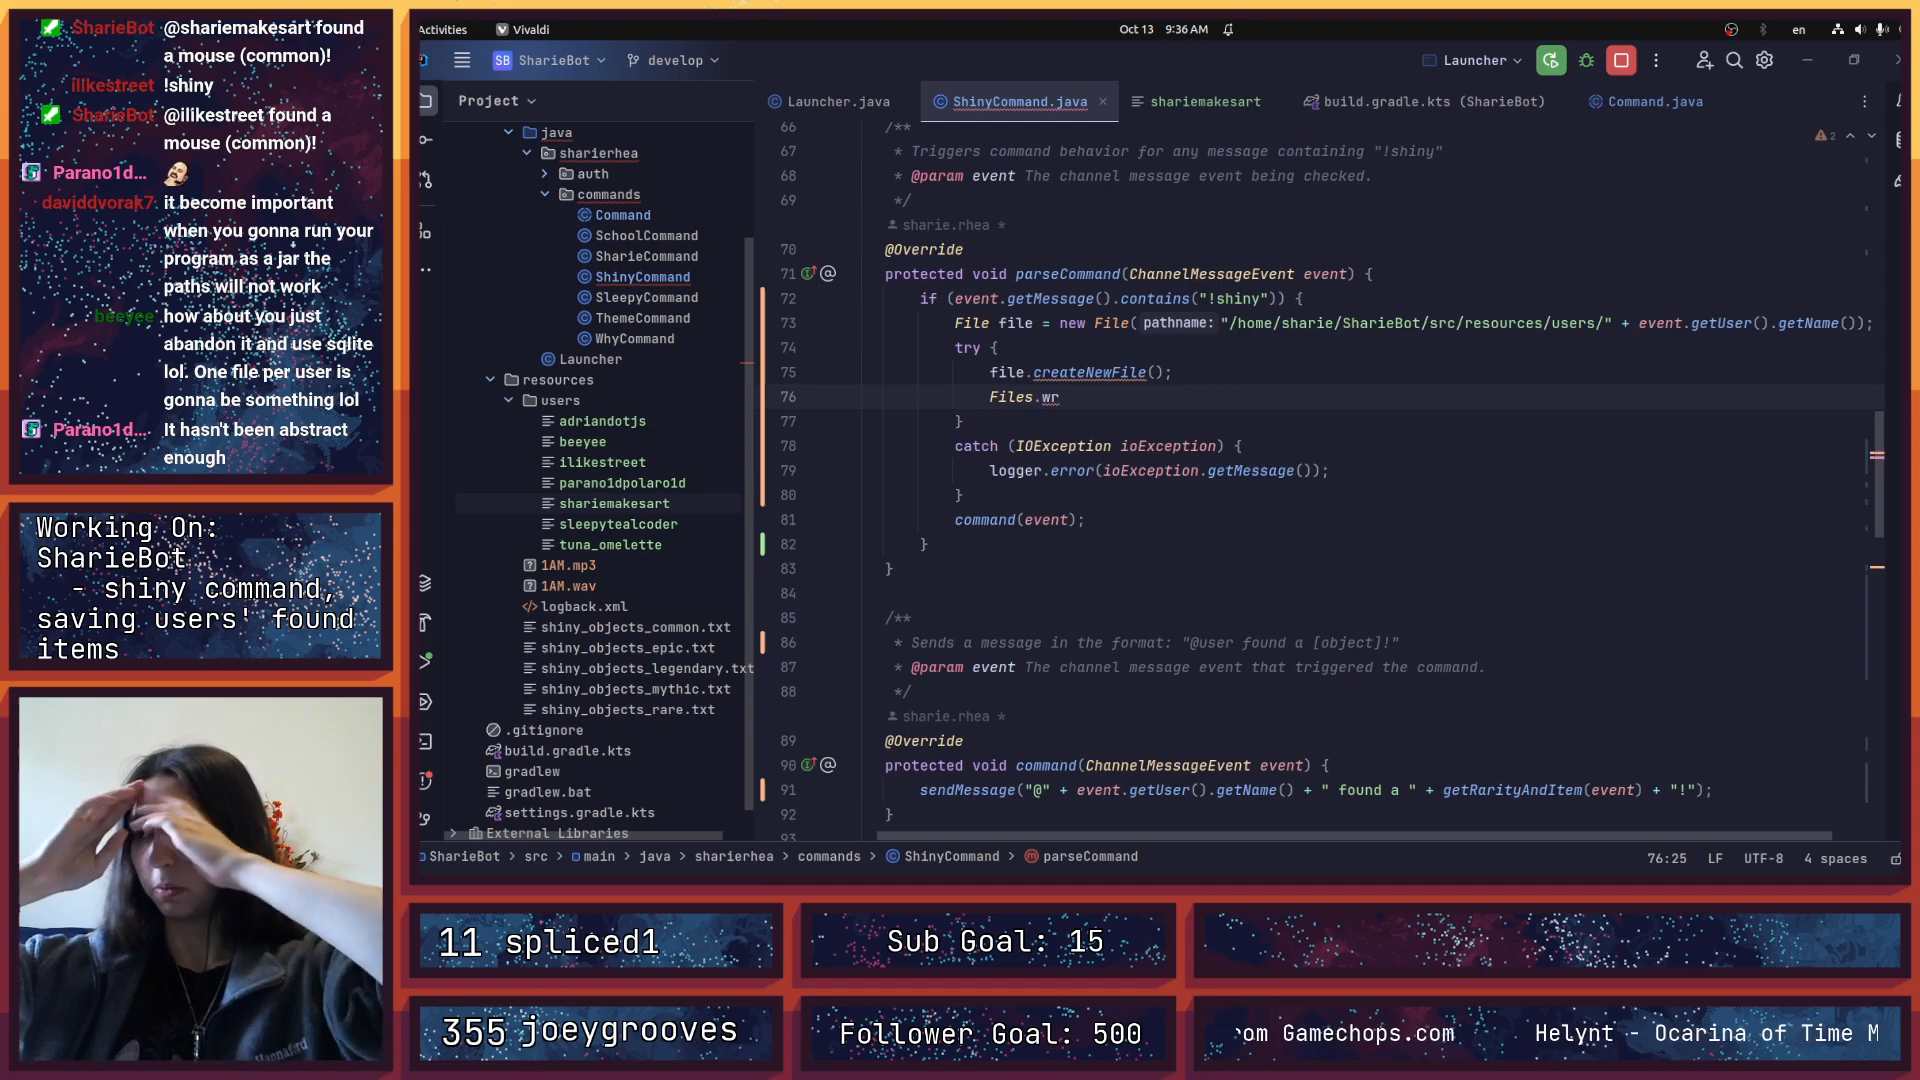 SharieBot @shariemakesart found
a mouse (common)!
ilikestreet !shiny
SharieBot @ilikestreet found a
mouse (common)!
Parano1d...
daviddvorak7 it become important
when you gonna run your
program as a jar the
paths will not work
beeyee how about you just
abandon it and use sqlite
lol. One file per user is
gonna be something lol
Parano1d... It hasn't been abstract
enough
Working On:
SharieBot
- shiny command,
saving users' found
items
Activities Vivaldi Oct 13 9:36 AM en
SB SharieBot develop Launcher
Project
Launcher.java ShinyCommand.java shariemakesart build.gradle.kts (SharieBot) Command.java
java
sharierhea
auth
commands
Command
SchoolCommand
SharieCommand
ShinyCommand
SleepyCommand
ThemeCommand
WhyCommand
Launcher
resources
users
adriandotjs
beeyee
ilikestreet
parano1dpolaro1d
shariemakesart
sleepytealcoder
tuna_omelette
1AM.mp3
1AM.wav
logback.xml
shiny_objects_common.txt
shiny_objects_epic.txt
shiny_objects_legendary.txt
shiny_objects_mythic.txt
shiny_objects_rare.txt
.gitignore
build.gradle.kts
gradlew
gradlew.bat
settings.gradle.kts
External Libraries
66 /**
67 * Triggers command behavior for any message containing "!shiny"
68 * @param event The channel message event being checked.
69 */
sharie.rhea *
70 @Override
71 protected void parseCommand(ChannelMessageEvent event) {
72 if (event.getMessage().contains("!shiny")) {
73 File file = new File( pathname: "/home/sharie/SharieBot/src/resources/users/" + event.getUser().getName());
74 try {
75 file.createNewFile();
76 Files.wr
77 }
78 catch (IOException ioException) {
79 logger.error(ioException.getMessage());
80 }
81 command(event);
82 }
83 }
84
85 /**
86 * Sends a message in the format: "@user found a [object]!"
87 * @param event The channel message event that triggered the command.
88 */
sharie.rhea *
89 @Override
90 protected void command(ChannelMessageEvent event) {
91 sendMessage("@" + event.getUser().getName() + " found a " + getRarityAndItem(event) + "!");
92 }
93
2
SharieBot > src > main > java > sharierhea > commands > ShinyCommand > parseCommand 76:25 LF UTF-8 4 spaces
11 spliced1
Sub Goal: 15
355 joeygrooves
Follower Goal: 500
om Gamechops.com Helynt - Ocarina of Time M